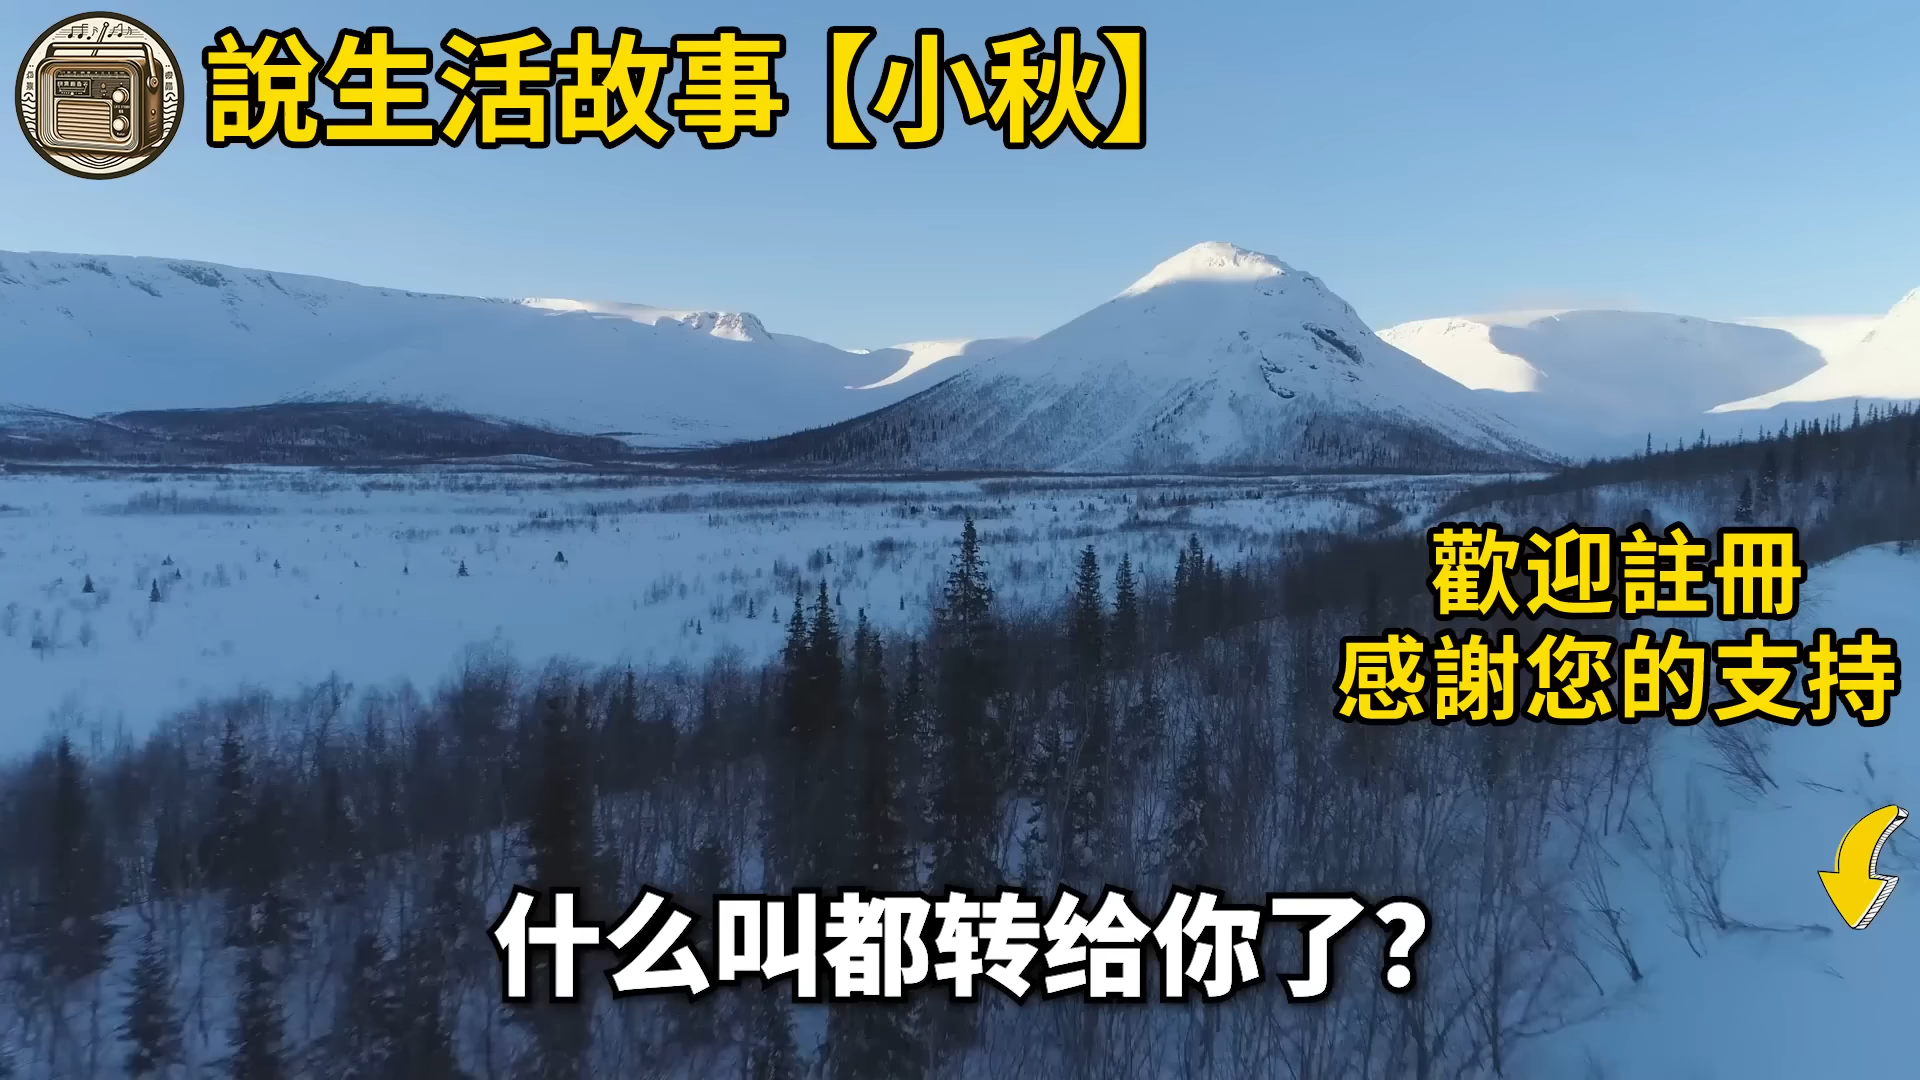 說生活故事【小秋】
歡迎註冊
感謝您的支持
什么叫都转给你了?